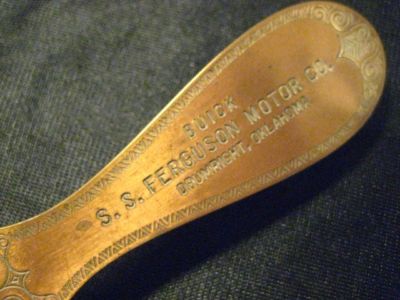 BUICK
S. S. FERGUSON MOTOR CO.
DRUMRIGHT, OKLAHOMA